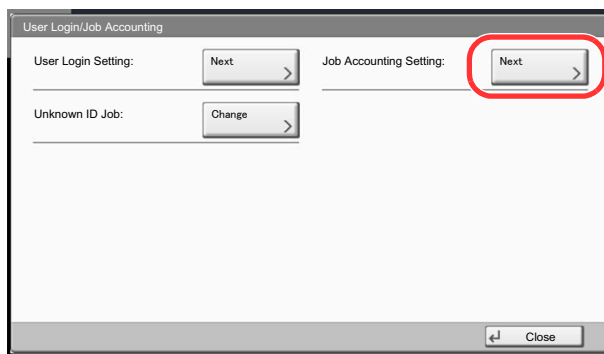 User Login/Job Accounting
User Login Setting: Next Job Accounting Setting: Next
Unknown ID Job: Change
Close